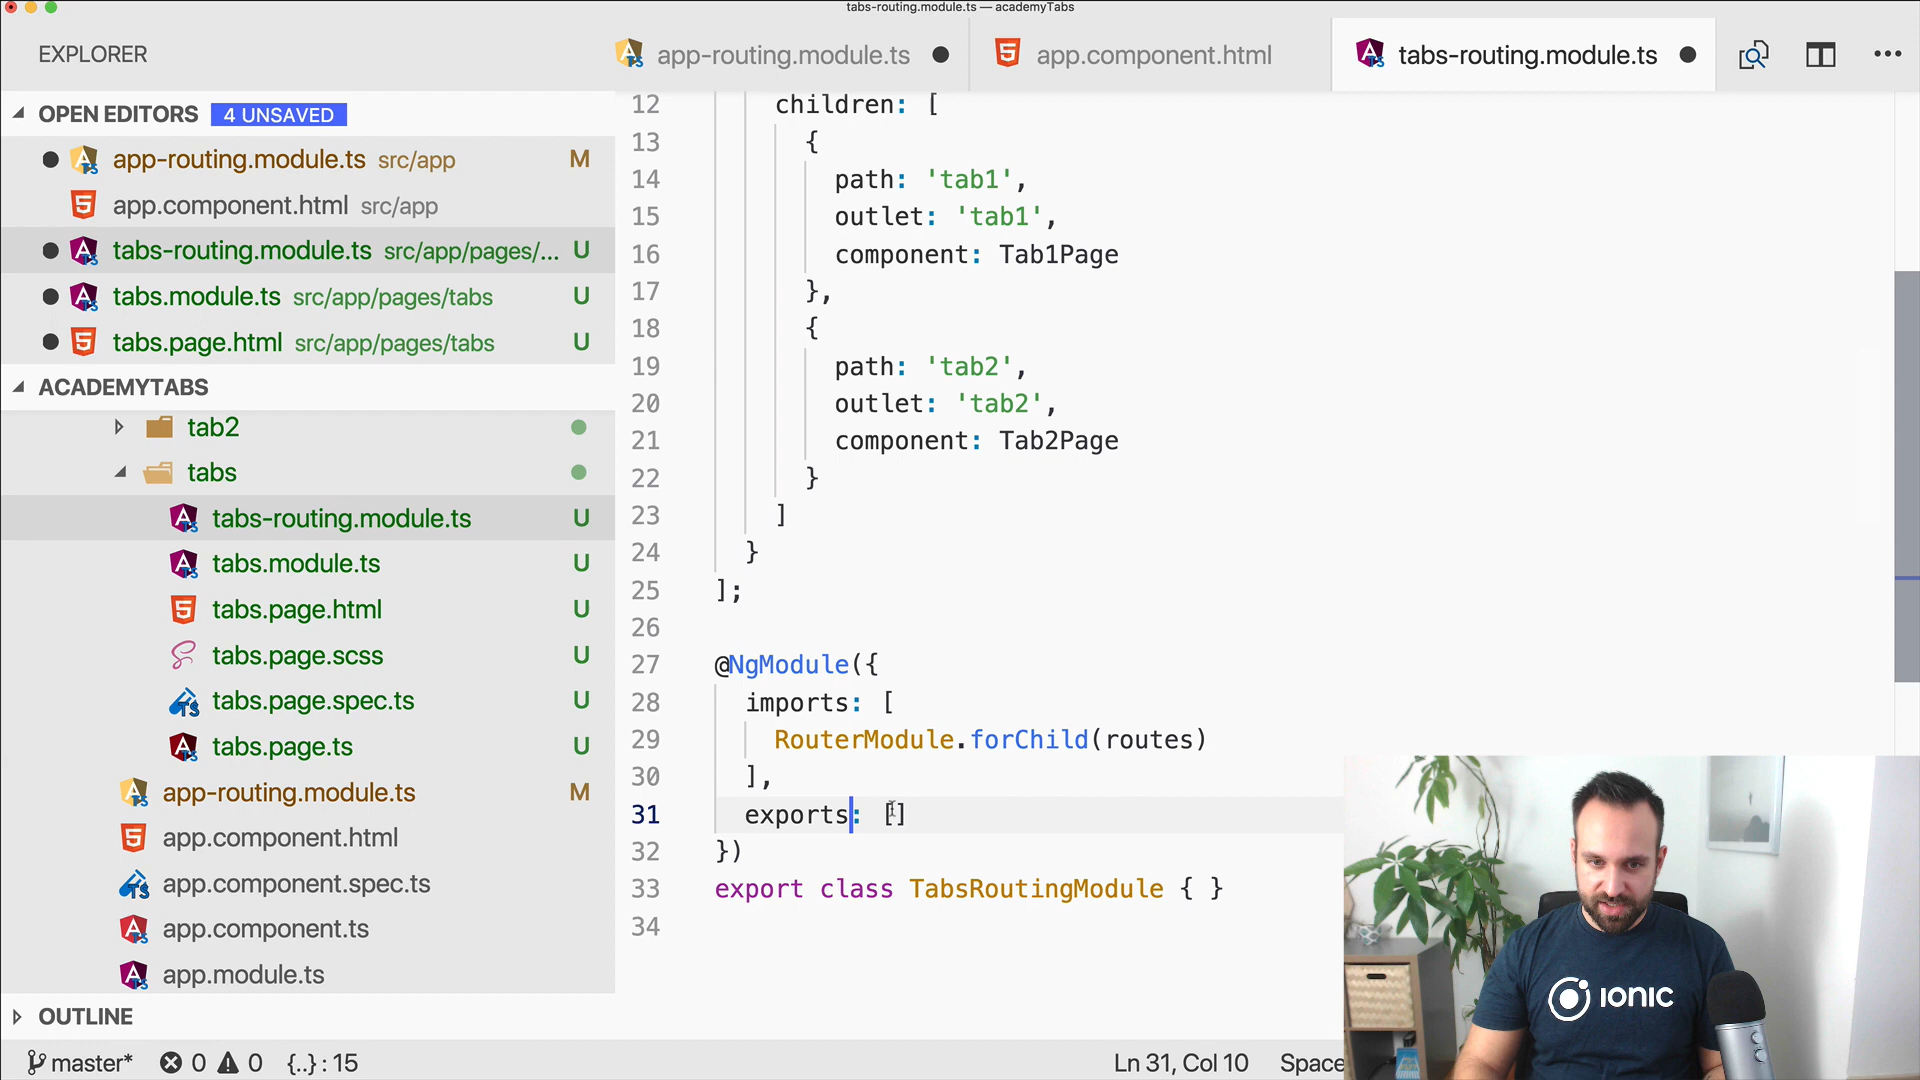 tabs-routing.module.ts — academyTabs
EXPLORER
app-routing.module.ts
app.component.html
tabs-routing.module.ts
OPEN EDITORS 4 UNSAVED
app-routing.module.ts src/app M
app.component.html src/app
tabs-routing.module.ts src/app/pages/... U
tabs.module.ts src/app/pages/tabs U
tabs.page.html src/app/pages/tabs U
ACADEMYTABS
tab2
tabs
tabs-routing.module.ts U
tabs.module.ts U
tabs.page.html U
tabs.page.scss U
tabs.page.spec.ts U
tabs.page.ts U
app-routing.module.ts M
app.component.html
app.component.spec.ts
app.component.ts
app.module.ts
OUTLINE
12 children: [
13 {
14 path: 'tab1',
15 outlet: 'tab1',
16 component: Tab1Page
17 },
18 {
19 path: 'tab2',
20 outlet: 'tab2',
21 component: Tab2Page
22 }
23 ]
24 }
25 ];
26
27 @NgModule({
28 imports: [
29 RouterModule.forChild(routes)
30 ],
31 exports: []
32 })
33 export class TabsRoutingModule { }
34
IONIC
master* 0 0 {..} : 15 Ln 31, Col 10 Space